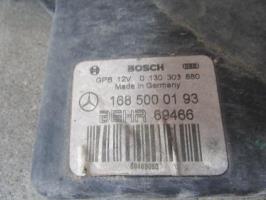 BOSCH
GPB 12V 0 130 303 880
Made in Germany
168 500 01 93
BEHR 69466